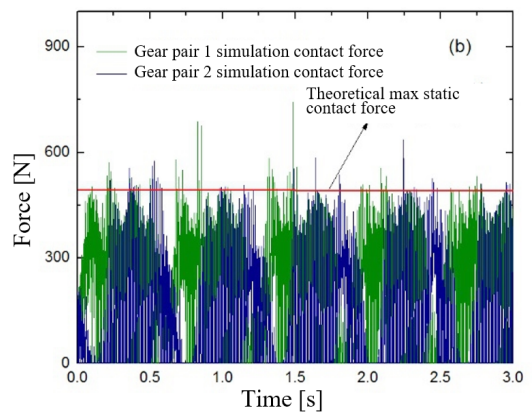 900
(b)
Gear pair 1 simulation contact force
Gear pair 2 simulation contact force
Theoretical max static
contact force
600
Force [N]
300
0
0.0 0.5 1.0 1.5 2.0 2.5 3.0
Time [s]